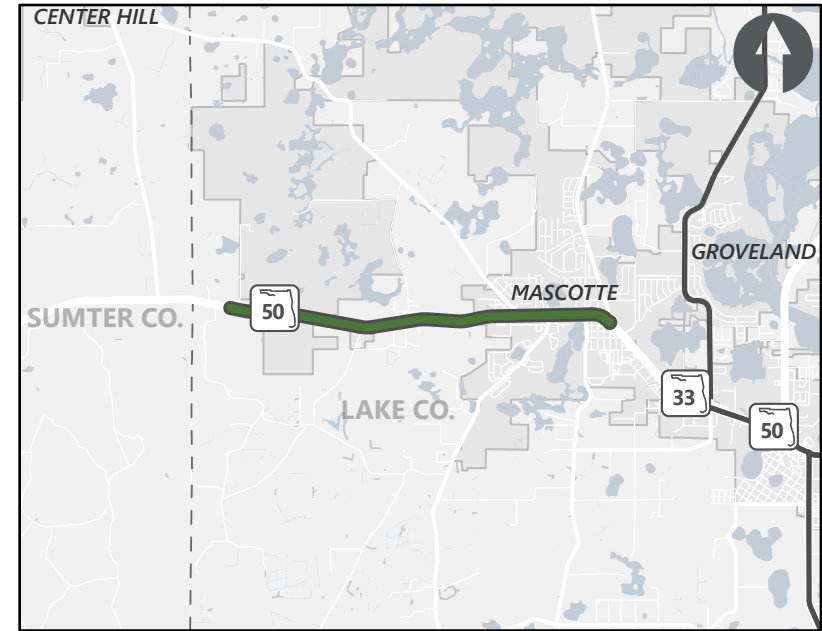 CENTER HILL
GROVELAND
MASCOTTE
50
SUMTER CO.
33
LAKE CO.
50